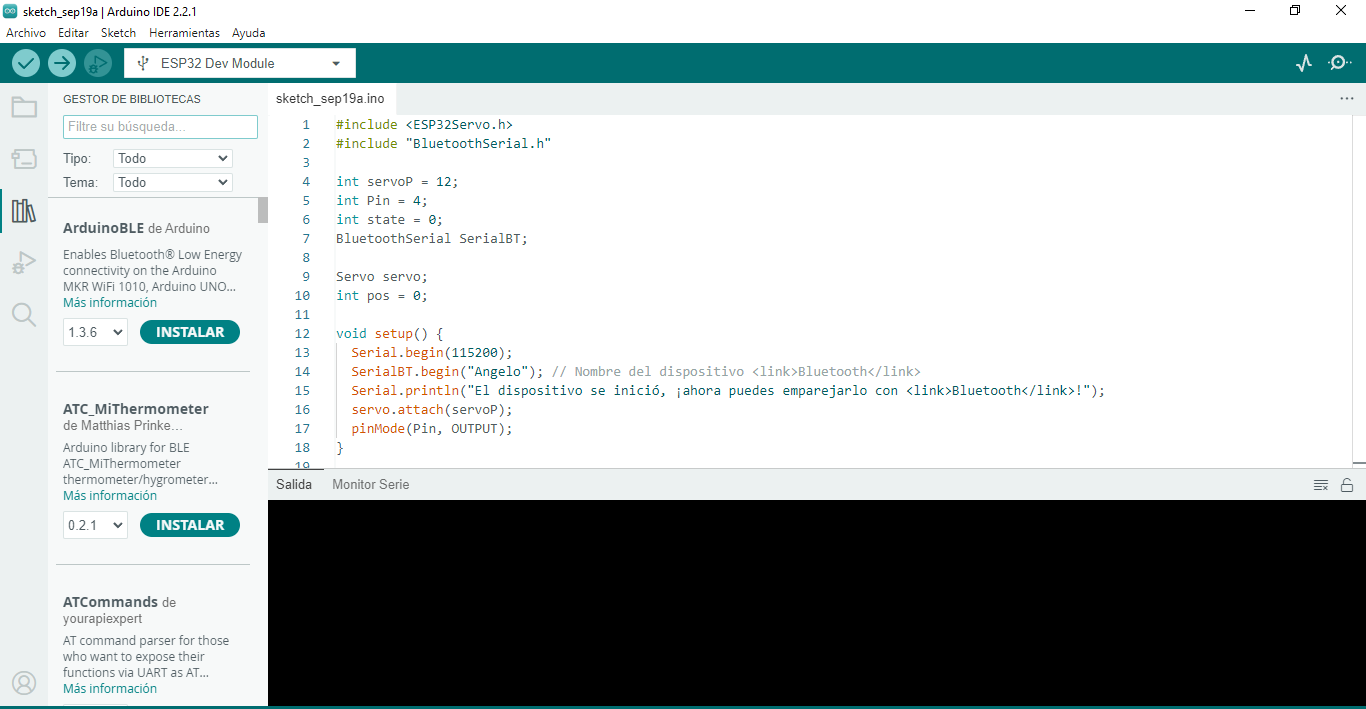 sketch_sep19a | Arduino IDE 2.2.1
Archivo Editar Sketch Herramientas Ayuda
ESP32 Dev Module
GESTOR DE BIBLIOTECAS
Filtre su búsqueda...
Tipo: Todo
Tema: Todo
ArduinoBLE de Arduino
Enables Bluetooth® Low Energy
connectivity on the Arduino
MKR WiFi 1010, Arduino UNO...
Más información
1.3.6 INSTALAR
ATC_MiThermometer
de Matthias Prinke...
Arduino library for BLE
ATC_MiThermometer
thermometer/hygrometer...
Más información
0.2.1 INSTALAR
ATCommands de
yourapiexpert
AT command parser for those
who want to expose their
functions via UART as AT...
Más información
sketch_sep19a.ino
1 #include <ESP32Servo.h>
2 #include "BluetoothSerial.h"
3
4 int servoP = 12;
5 int Pin = 4;
6 int state = 0;
7 BluetoothSerial SerialBT;
8
9 Servo servo;
10 int pos = 0;
11
12 void setup() {
13 Serial.begin(115200);
14 SerialBT.begin("Angelo"); // Nombre del dispositivo <link>Bluetooth</link>
15 Serial.println("El dispositivo se inició, ¡ahora puedes emparejarlo con <link>Bluetooth</link>!");
16 servo.attach(servoP);
17 pinMode(Pin, OUTPUT);
18 }
19
Salida Monitor Serie